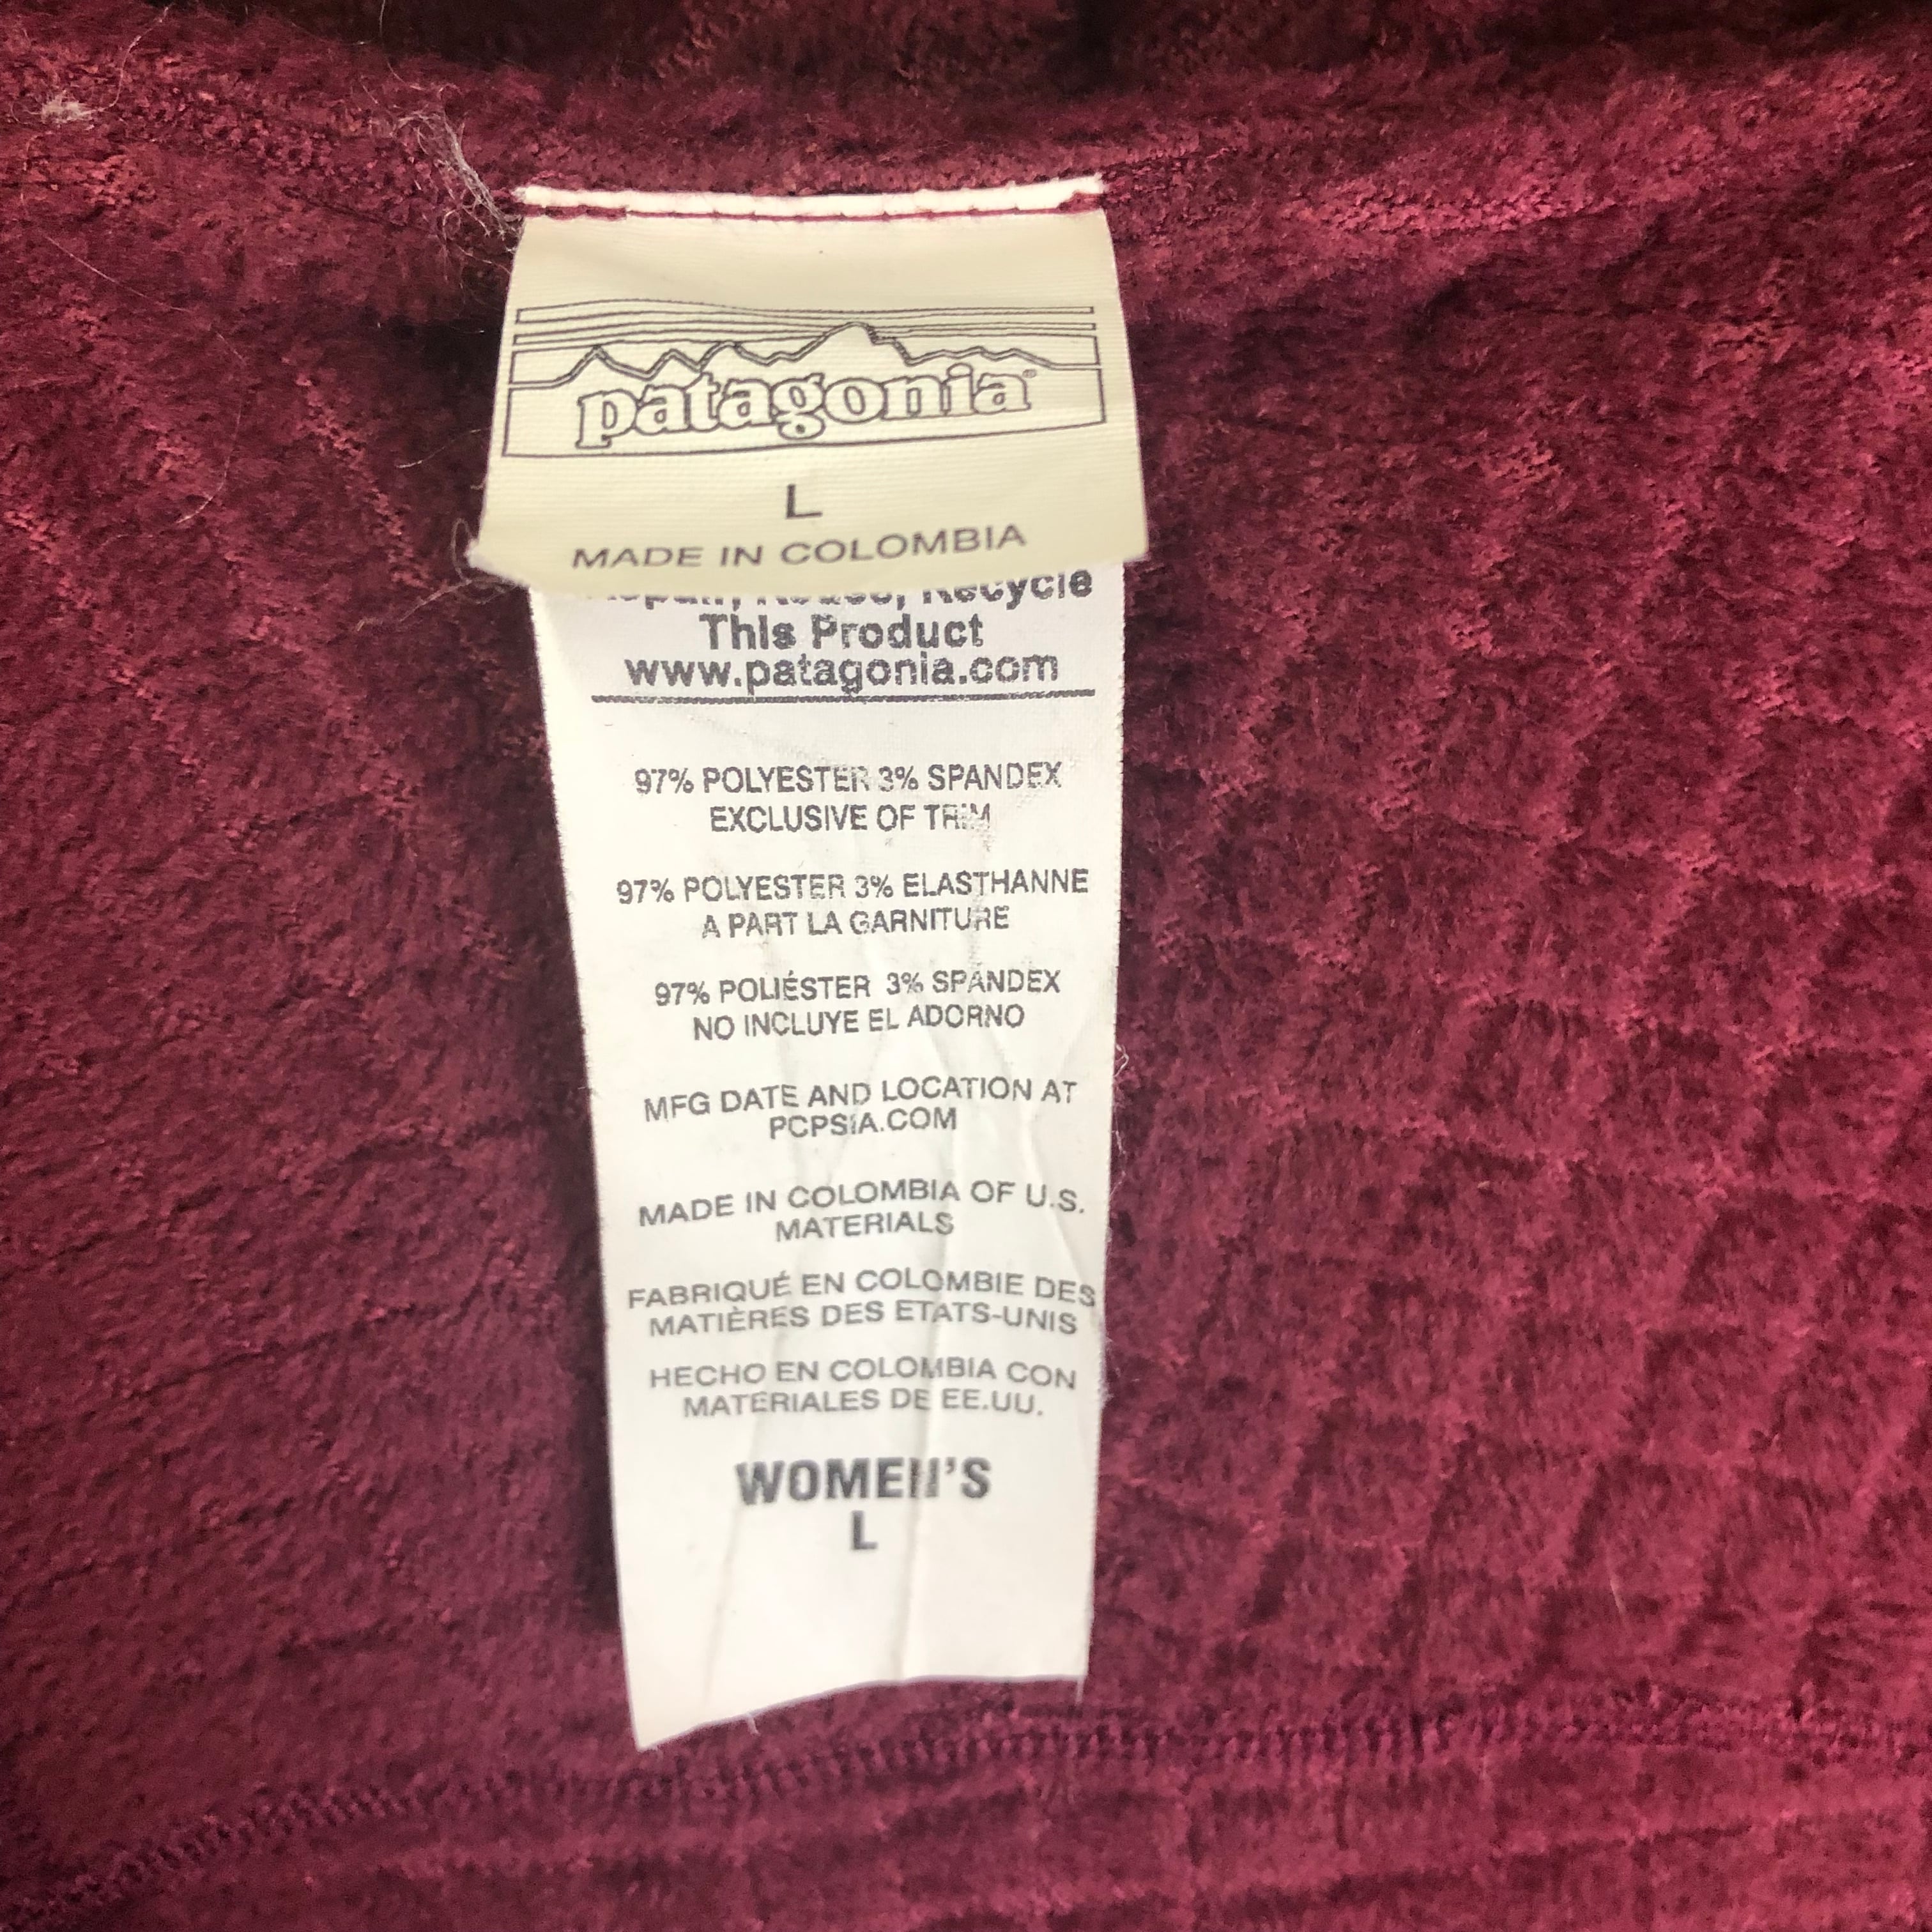 patagonia®
L
MADE IN COLOMBIA
Recycle
This Product
www.patagonia.com
97% POLYESTER 3% SPANDEX
EXCLUSIVE OF TRIM
97% POLYESTER 3% ELASTHANNE
A PART LA GARNITURE
97% POLIÉSTER 3% SPANDEX
NO INCLUYE EL ADORNO
MFG DATE AND LOCATION AT
PCPSIA.COM
MADE IN COLOMBIA OF U.S.
MATERIALS
FABRIQUÉ EN COLOMBIE DES
MATIÈRES DES ETATS-UNIS
HECHO EN COLOMBIA CON
MATERIALES DE EE.UU.
WOMEN'S
L